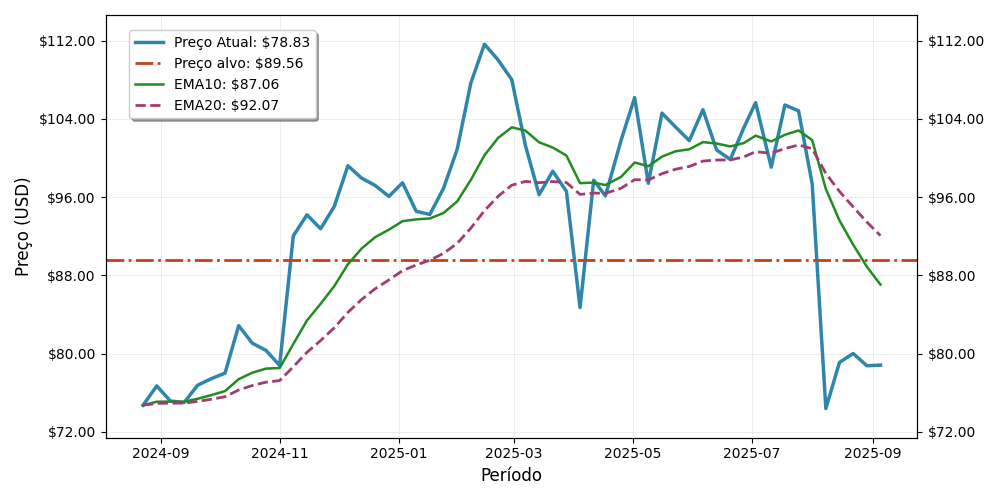 Preço Atual: $78.83
Preço alvo: $89.56
EMA10: $87.06
EMA20: $92.07
Preço (USD)
$112.00
$104.00
$96.00
$88.00
$80.00
$72.00
$112.00
$104.00
$96.00
$88.00
$80.00
$72.00
2024-09 2024-11 2025-01 2025-03 2025-05 2025-07 2025-09
Período